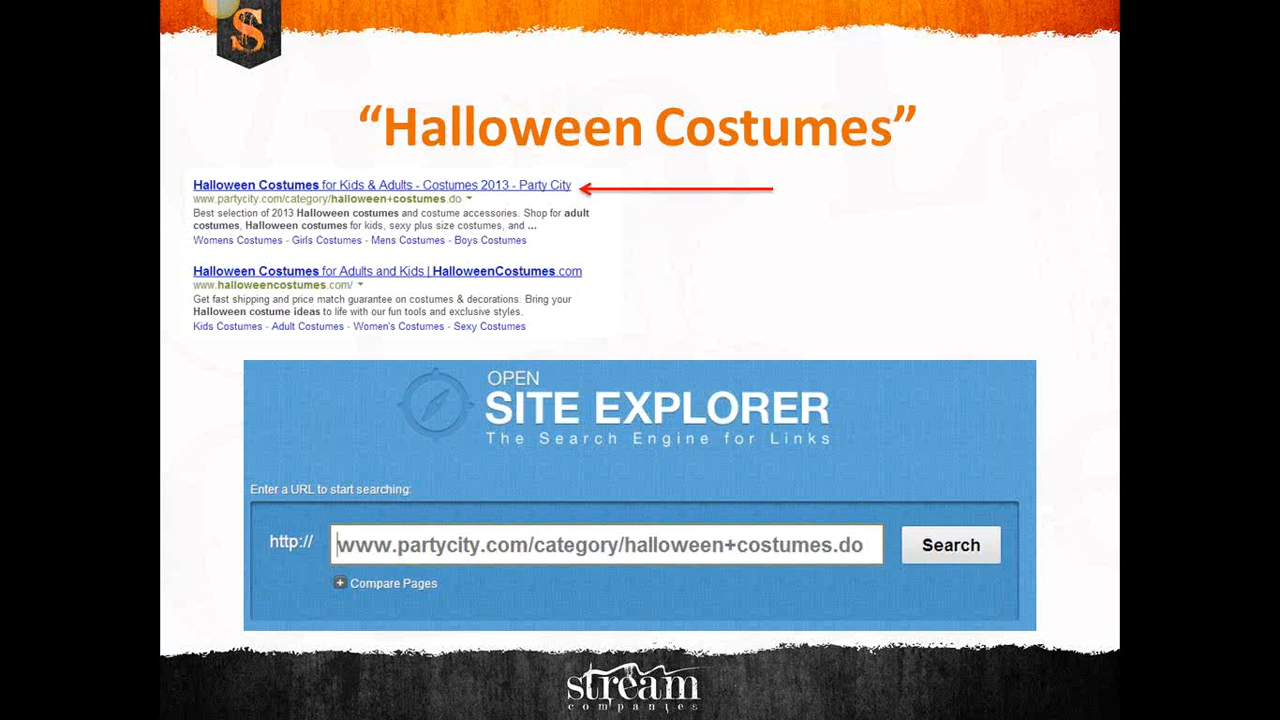 S
“Halloween Costumes”
Halloween Costumes for Kids & Adults - Costumes 2013 - Party City
www.partycity.com/category/halloween+costumes.do
Best selection of 2013 Halloween costumes and costume accessories. Shop for adult
costumes, Halloween costumes for kids, sexy plus size costumes, and ...
Womens Costumes - Girls Costumes - Mens Costumes - Boys Costumes
Halloween Costumes for Adults and Kids | HalloweenCostumes.com
www.halloweencostumes.com/
Get fast shipping and price match guarantee on costumes & decorations. Bring your
Halloween costume ideas to life with our fun tools and exclusive styles.
Kids Costumes - Adult Costumes - Women's Costumes - Sexy Costumes
OPEN
SITE EXPLORER
The Search Engine for Links
Enter a URL to start searching:
http:// www.partycity.com/category/halloween+costumes.do Search
+ Compare Pages
stream
companies